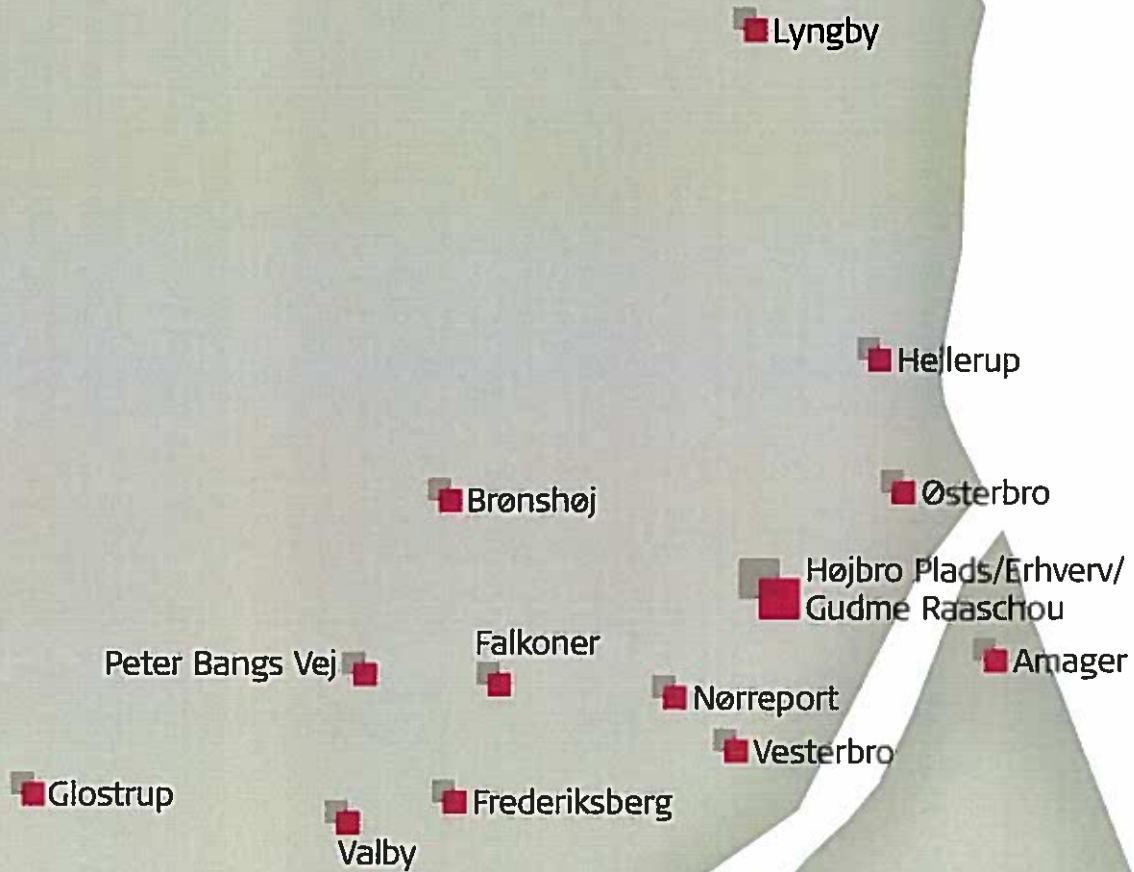 Lyngby
Hellerup
Brønshøj
Østerbro
Højbro Plads/Erhverv/
Gudme Raaschou
Falkoner
Peter Bangs Vej
Amager
Nørreport
Vesterbro
Glostrup
Frederiksberg
Valby